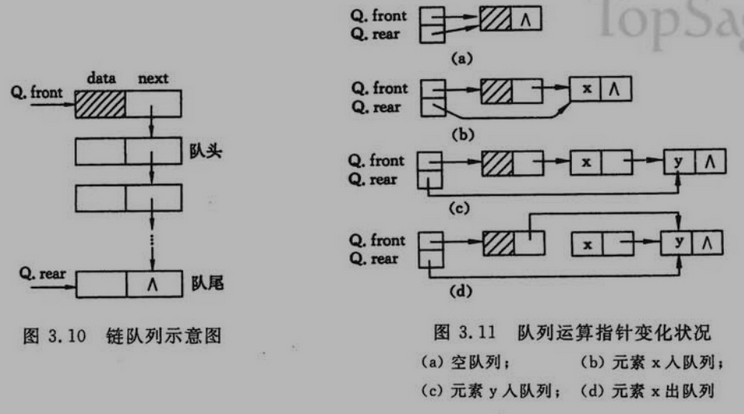 TopSa
data next
Q. front
队头
Q. rear
∧
队尾
图 3.10 链队列示意图
Q. front
Q. rear
∧
(a)
Q. front
Q. rear
x ∧
(b)
Q. front
Q. rear
x y ∧
(c)
Q. front
Q. rear
x y ∧
(d)
图 3.11 队列运算指针变化状况
(a) 空队列; (b) 元素 x 入队列;
(c) 元素 y 入队列; (d) 元素 x 出队列